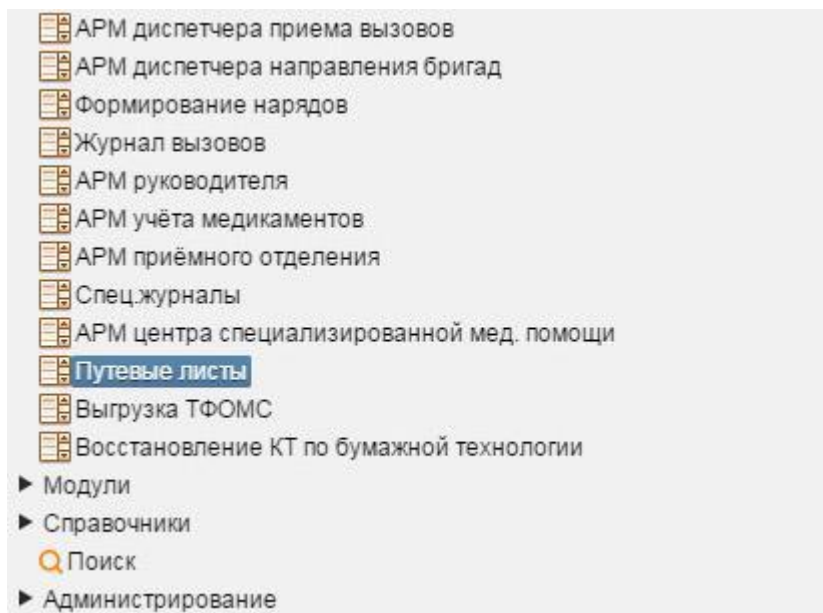 АРМ диспетчера приема вызовов
АРМ диспетчера направления бригад
Формирование нарядов
Журнал вызовов
АРМ руководителя
АРМ учёта медикаментов
АРМ приёмного отделения
Спец.журналы
АРМ центра специализированной мед. помощи
Путевые листы
Выгрузка ТФОМС
Восстановление КТ по бумажной технологии
Модули
Справочники
Поиск
Администрирование